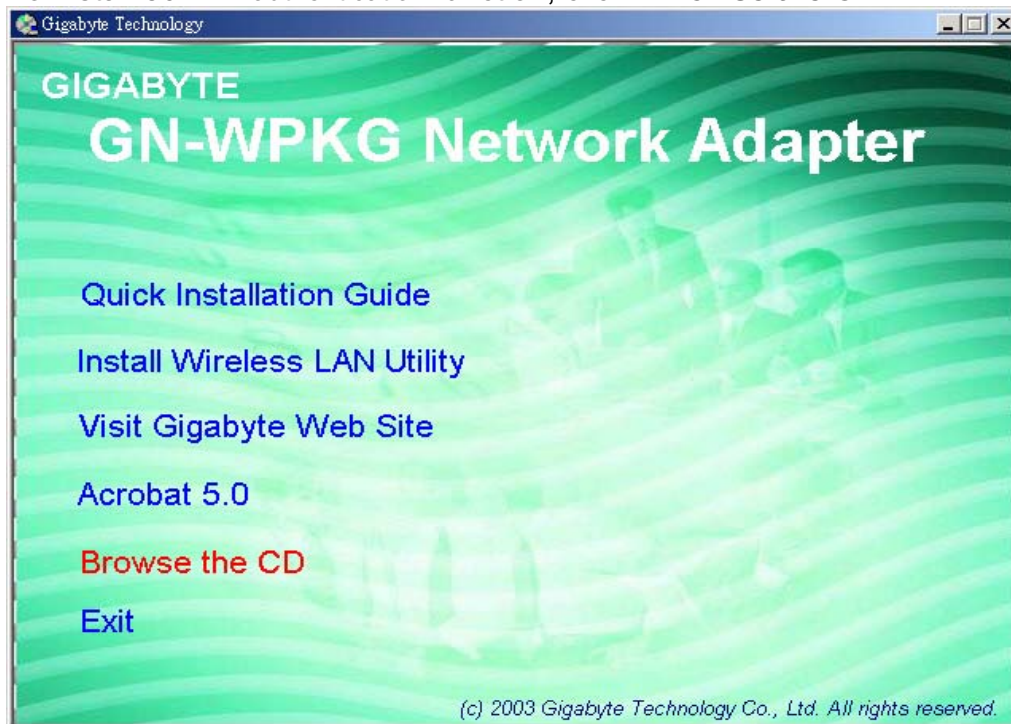 Gigabyte Technology
GIGABYTE
GN-WPKG Network Adapter
Quick Installation Guide
Install Wireless LAN Utility
Visit Gigabyte Web Site
Acrobat 5.0
Browse the CD
Exit
(c) 2003 Gigabyte Technology Co., Ltd. All rights reserved.